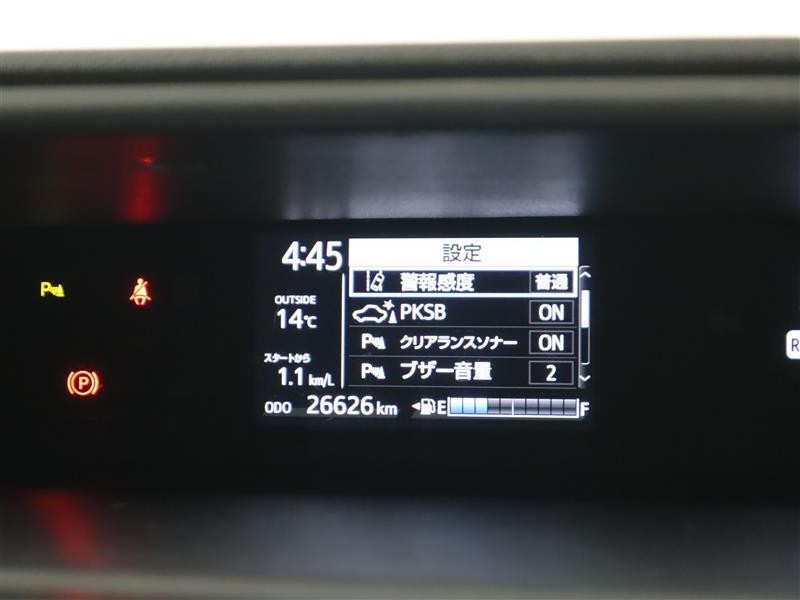 4:45
設定
警報感度 普通
OUTSIDE
14℃
PKSB ON
クリアランスソナー ON
スタートから
1.1 km/L
P ブザー音量 2
ODO 26626 km
E F
P
P
R